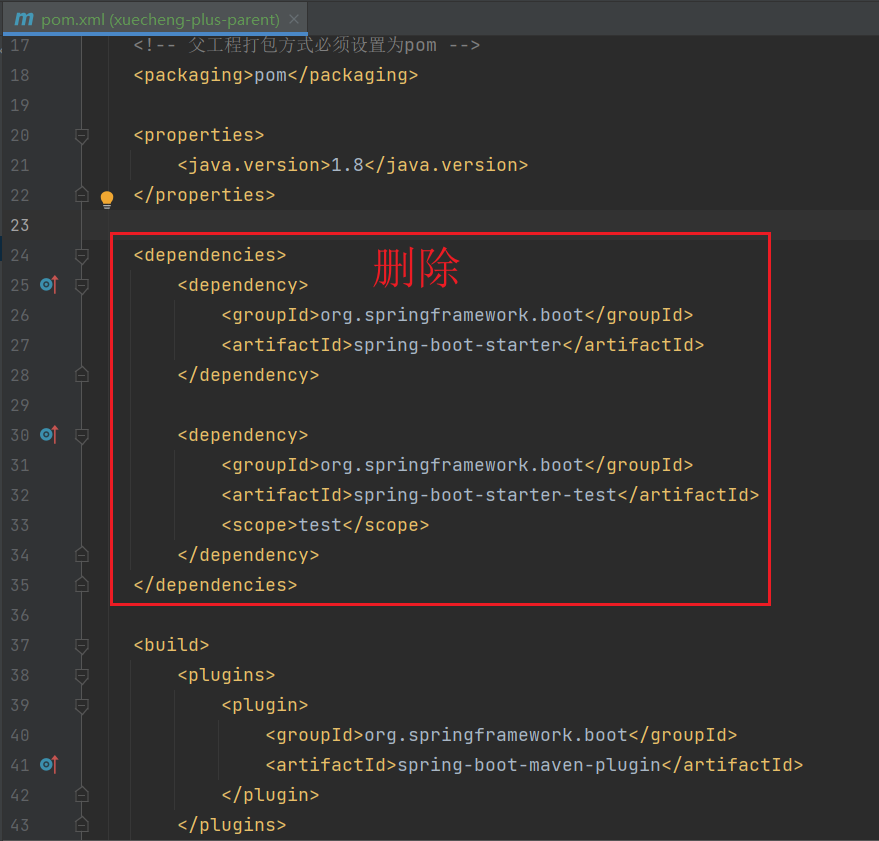 m pom.xml (xuecheng-plus-parent) ×
17 <!-- 父工程打包方式必须设置为pom -->
18 <packaging>pom</packaging>
19
20 <properties>
21 <java.version>1.8</java.version>
22 </properties>
23
24 <dependencies>
删除
25 <dependency>
26 <groupId>org.springframework.boot</groupId>
27 <artifactId>spring-boot-starter</artifactId>
28 </dependency>
29
30 <dependency>
31 <groupId>org.springframework.boot</groupId>
32 <artifactId>spring-boot-starter-test</artifactId>
33 <scope>test</scope>
34 </dependency>
35 </dependencies>
36
37 <build>
38 <plugins>
39 <plugin>
40 <groupId>org.springframework.boot</groupId>
41 <artifactId>spring-boot-maven-plugin</artifactId>
42 </plugin>
43 </plugins>